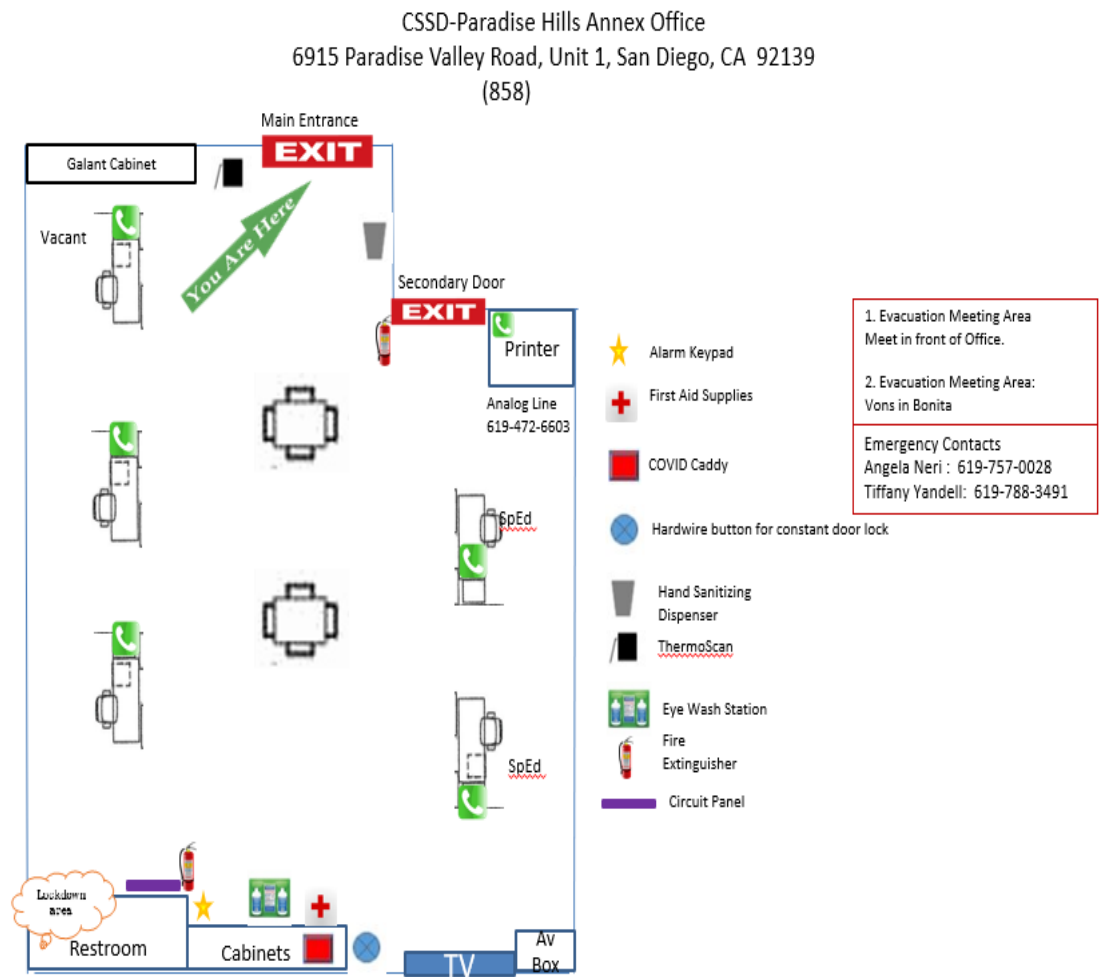 CSSD-Paradise Hills Annex Office
6915 Paradise Valley Road, Unit 1, San Diego, CA  92139
(858)
Main Entrance
EXIT
Galant Cabinet
You Are Here
Vacant
Secondary Door
EXIT
Printer
Analog Line
619-472-6603
SpEd
SpEd
Lockdown
area
Restroom
Cabinets
TV
Av
Box
Alarm Keypad
First Aid Supplies
COVID Caddy
Hardwire button for constant door lock
Hand Sanitizing
Dispenser
ThermoScan
Eye Wash Station
Fire
Extinguisher
Circuit Panel
1. Evacuation Meeting Area
Meet in front of Office.
2. Evacuation Meeting Area:
Vons in Bonita
Emergency Contacts
Angela Neri :  619-757-0028
Tiffany Yandell:  619-788-3491